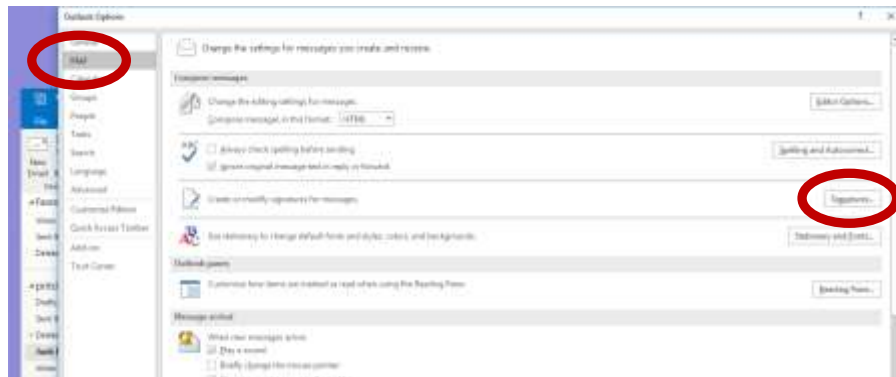 Outlook Options
General
Mail
Calendar
Groups
People
Tasks
Search
Language
Advanced
Customize Ribbon
Quick Access Toolbar
Add-ins
Trust Center
Change the settings for messages you create and receive.
Compose messages
Change the editing settings for messages.
Editor Options...
Compose messages in this format: HTML
Always check spelling before sending
Spelling and Autocorrect...
Ignore original message text in reply or forward
Create or modify signatures for messages.
Signatures...
Use stationery to change default fonts and styles, colors, and backgrounds.
Stationery and Fonts...
Outlook panes
Customize how items are marked as read when using the Reading Pane.
Reading Pane...
Message arrival
When new messages arrive:
Play a sound
Briefly change the mouse pointer
New
Email